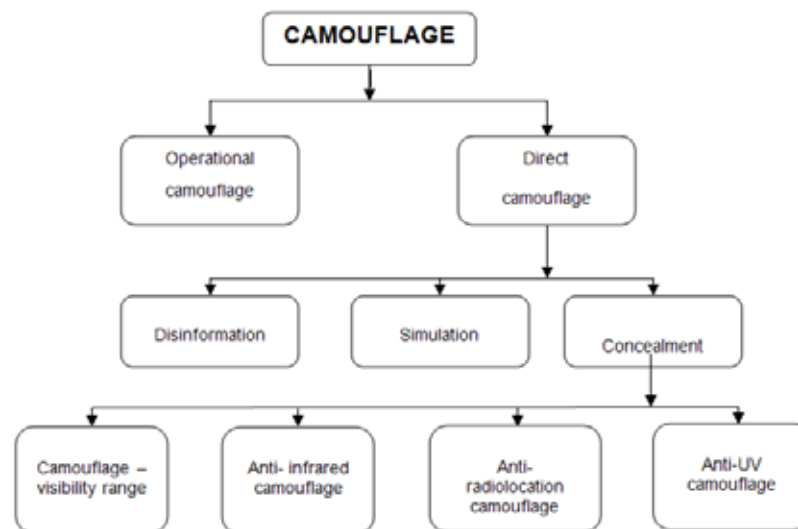 CAMOUFLAGE
Operational
camouflage
Direct
camouflage
Disinformation
Simulation
Concealment
Camouflage –
visibility range
Anti- infrared
camouflage
Anti-
radiolocation
camouflage
Anti-UV
camouflage